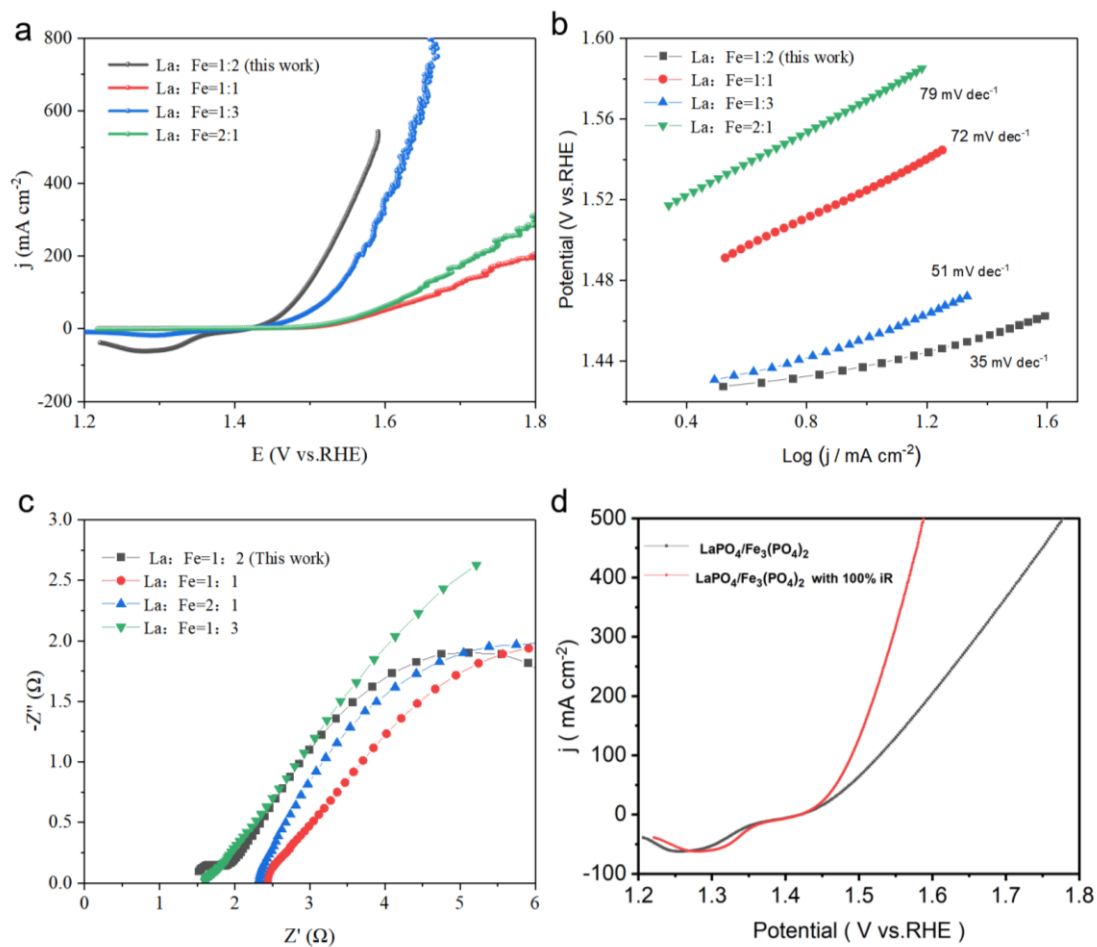 a
800
600
400
200
0
-200
j (mA cm⁻²)
La：Fe=1:2 (this work)
La：Fe=1:1
La：Fe=1:3
La：Fe=2:1
1.2
1.4
1.6
1.8
E (V vs.RHE)
b
1.60
1.56
1.52
1.48
1.44
Potential (V vs.RHE )
La：Fe=1:2 (this work)
La：Fe=1:1
La：Fe=1:3
La：Fe=2:1
79 mV dec⁻¹
72 mV dec⁻¹
51 mV dec⁻¹
35 mV dec⁻¹
0.4
0.8
1.2
1.6
Log (j / mA cm⁻²)
c
3.0
2.5
2.0
1.5
1.0
0.5
0.0
-Z'' (Ω)
La：Fe=1：2 (This work)
La：Fe=1：1
La：Fe=2：1
La：Fe=1：3
0
1
2
3
4
5
6
Z' (Ω)
d
500
400
300
200
100
0
-100
j ( mA cm⁻²)
LaPO₄/Fe₃(PO₄)₂
LaPO₄/Fe₃(PO₄)₂ with 100% iR
1.2
1.3
1.4
1.5
1.6
1.7
1.8
Potential ( V vs.RHE )